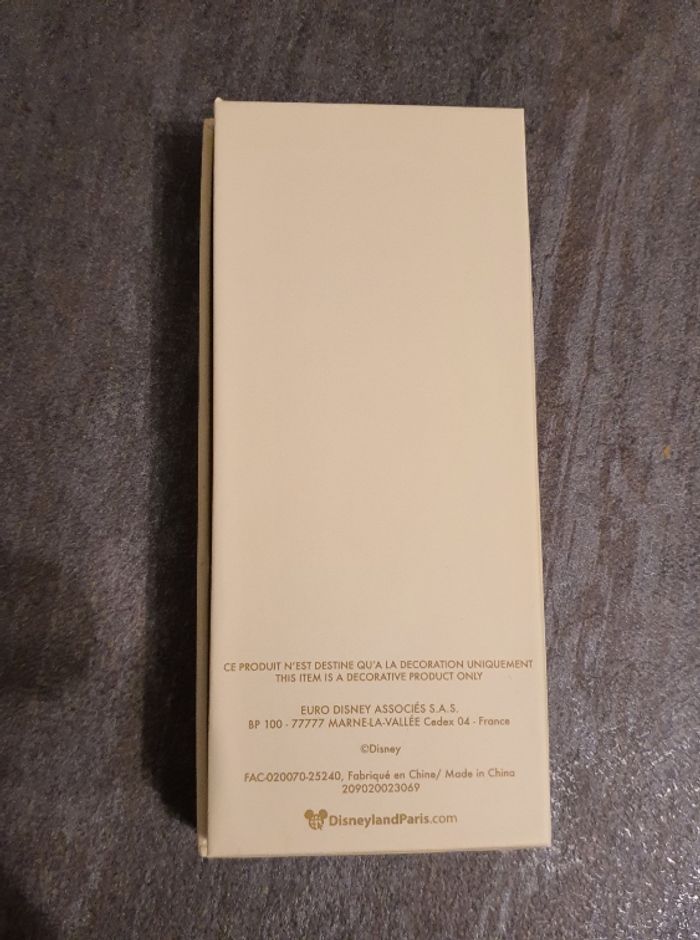 CE PRODUIT N'EST DESTINE QU'A LA DECORATION UNIQUEMENT
THIS ITEM IS A DECORATIVE PRODUCT ONLY
EURO DISNEY ASSOCIÉS S.A.S.
BP 100 - 77777 MARNE-LA-VALLÉE Cedex 04 - France
©Disney
FAC-020070-25240, Fabriqué en Chine/ Made in China
209020023069
DisneylandParis.com